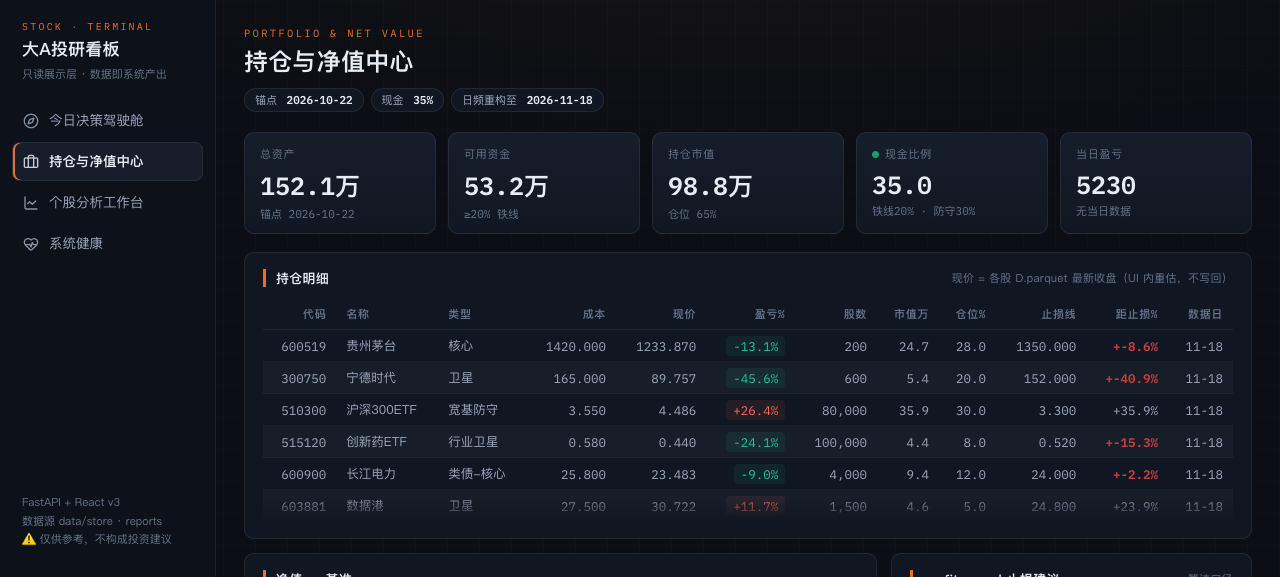 STOCK · TERMINAL
大A投研看板
只读展示层 · 数据即系统产出
今日决策驾驶舱
持仓与净值中心
个股分析工作台
系统健康
FastAPI + React v3
数据源 data/store · reports
⚠️ 仅供参考，不构成投资建议
PORTFOLIO & NET VALUE
持仓与净值中心
锚点 2026-10-22 现金 35% 日频重构至 2026-11-18
总资产
152.1万
锚点 2026-10-22
可用资金
53.2万
≥20% 铁线
持仓市值
98.8万
仓位 65%
现金比例
35.0
铁线20% · 防守30%
当日盈亏
5230
无当日数据
持仓明细
现价 = 各股 D.parquet 最新收盘（UI 内重估，不写回）
代码 名称 类型 成本 现价 盈亏% 股数 市值万 仓位% 止损线 距止损% 数据日
600519 贵州茅台 核心 1420.000 1233.870 -13.1% 200 24.7 28.0 1350.000 +-8.6% 11-18
300750 宁德时代 卫星 165.000 89.757 -45.6% 600 5.4 20.0 152.000 +-40.9% 11-18
510300 沪深300ETF 宽基防守 3.550 4.486 +26.4% 80,000 35.9 30.0 3.300 +35.9% 11-18
515120 创新药ETF 行业卫星 0.580 0.440 -24.1% 100,000 4.4 8.0 0.520 +-15.3% 11-18
600900 长江电力 类债-核心 25.800 23.483 -9.0% 4,000 9.4 12.0 24.000 +-2.2% 11-18
603881 数据港 卫星 27.500 30.722 +11.7% 1,500 4.6 5.0 24.800 +23.9% 11-18